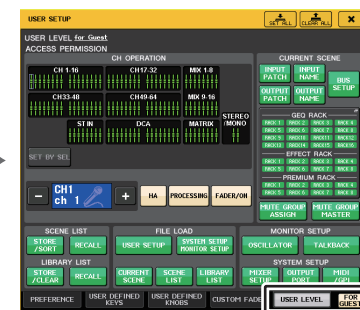 USER SETUP
SET ALL
CLEAR ALL
USER LEVEL for Guest
ACCESS PERMISSION
CH OPERATION
CH 1-16
CH17-32
MIX 1-8
CH33-48
CH49-64
MIX 9-16
STEREO
/MONO
ST IN
DCA
MATRIX
SET BY SEL
CH1
ch 1
HA
PROCESSING
FADER/ON
CURRENT SCENE
INPUT
PATCH
INPUT
NAME
OUTPUT
PATCH
OUTPUT
NAME
BUS
SETUP
GEQ RACK
EFFECT RACK
PREMIUM RACK
MUTE GROUP
ASSIGN
MUTE GROUP
MASTER
SCENE LIST
STORE
/SORT
RECALL
LIBRARY LIST
STORE
/CLEAR
RECALL
FILE LOAD
USER SETUP
SYSTEM SETUP
MONITOR SETUP
CURRENT
SCENE
SCENE
LIST
LIBRARY
LIST
MONITOR SETUP
OSCILLATOR
TALKBACK
SYSTEM SETUP
MIXER
SETUP
OUTPUT
PORT
MIDI
/GPI
PREFERENCE
USER DEFINED
KEYS
USER DEFINED
KNOBS
CUSTOM FADE
USER LEVEL
FOR
GUEST